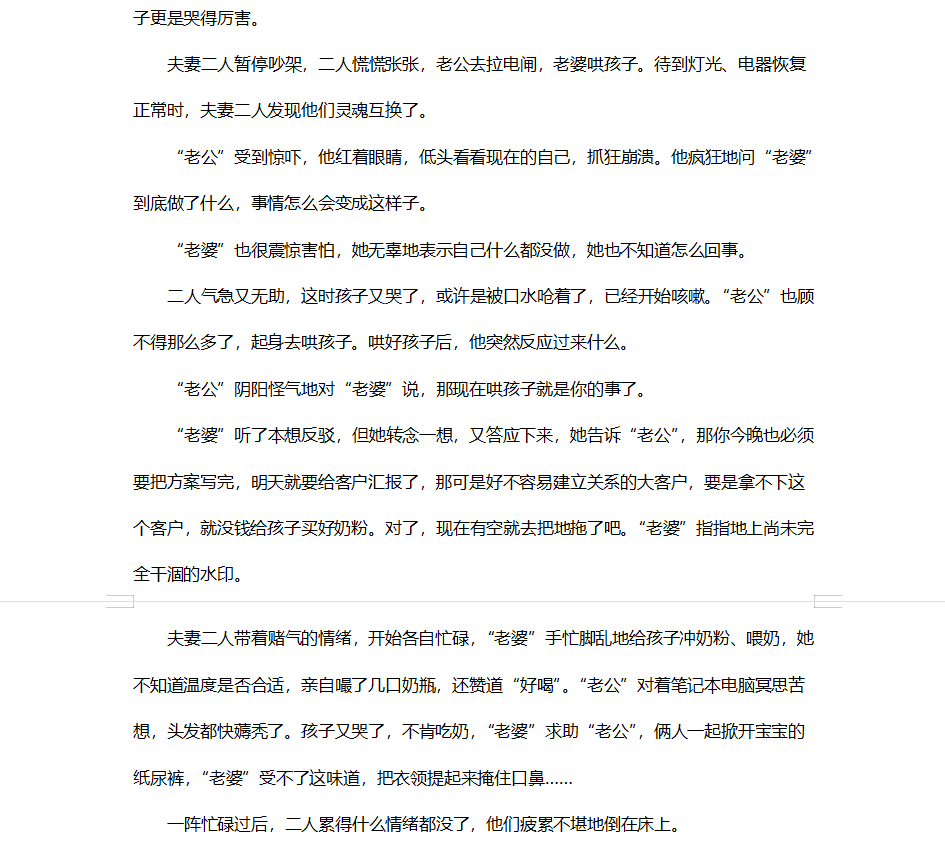 子更是哭得厉害。
夫妻二人暂停吵架，二人慌慌张张，老公去拉电闸，老婆哄孩子。待到灯光、电器恢复
正常时，夫妻二人发现他们灵魂互换了。
“老公”受到惊吓，他红着眼睛，低头看看现在的自己，抓狂崩溃。他疯狂地问“老婆”
到底做了什么，事情怎么会变成这样子。
“老婆”也很震惊害怕，她无辜地表示自己什么都没做，她也不知道怎么回事。
二人气急又无助，这时孩子又哭了，或许是被口水呛着了，已经开始咳嗽。“老公”也顾
不得那么多了，起身去哄孩子。哄好孩子后，他突然反应过来什么。
“老公”阴阳怪气地对“老婆”说，那现在哄孩子就是你的事了。
“老婆”听了本想反驳，但她转念一想，又答应下来，她告诉“老公”，那你今晚也必须
要把方案写完，明天就要给客户汇报了，那可是好不容易建立关系的大客户，要是拿不下这
个客户，就没钱给孩子买好奶粉。对了，现在有空就去把地拖了吧。“老婆”指指地上尚未完
全干涸的水印。
夫妻二人带着赌气的情绪，开始各自忙碌，“老婆”手忙脚乱地给孩子冲奶粉、喂奶，她
不知道温度是否合适，亲自嘬了几口奶瓶，还赞道“好喝”。“老公”对着笔记本电脑冥思苦
想，头发都快薅秃了。孩子又哭了，不肯吃奶，“老婆”求助“老公”，俩人一起掀开宝宝的
纸尿裤，“老婆”受不了这味道，把衣领提起来掩住口鼻……
一阵忙碌过后，二人累得什么情绪都没了，他们疲累不堪地倒在床上。